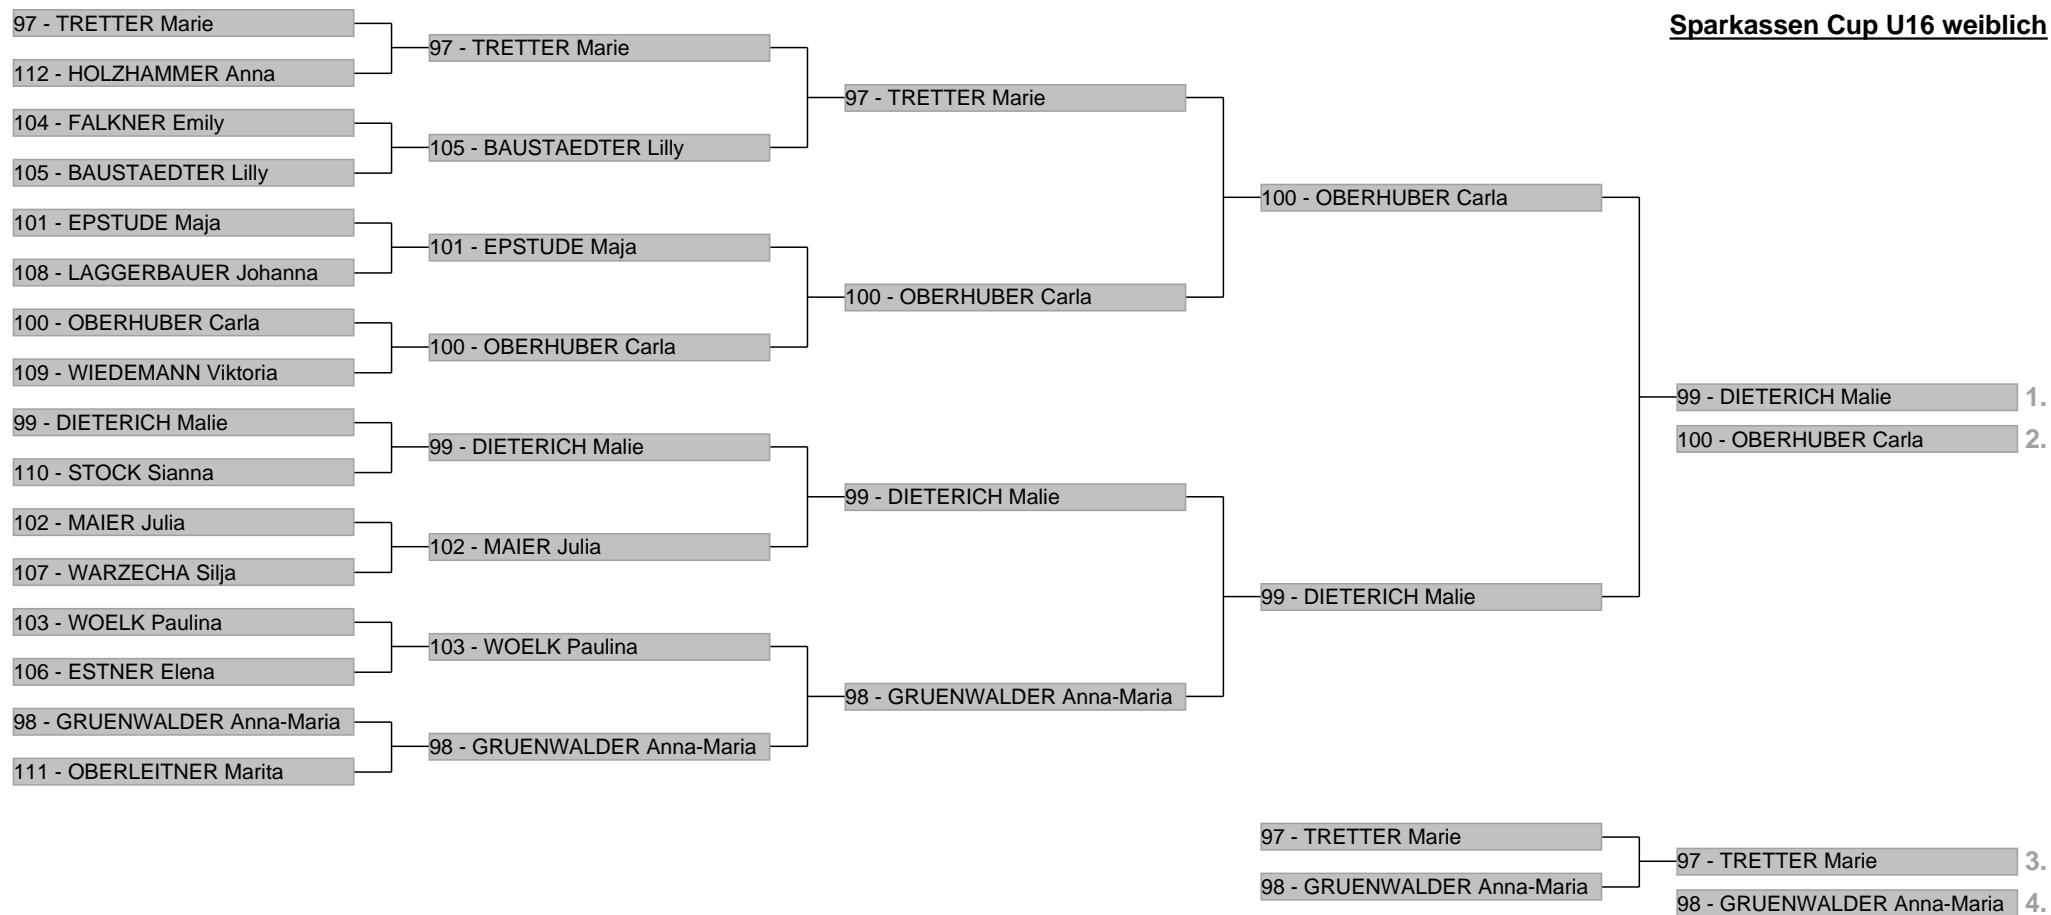 Sparkassen Cup U16 weiblich
97 - TRETTER Marie
112 - HOLZHAMMER Anna
104 - FALKNER Emily
105 - BAUSTAEDTER Lilly
101 - EPSTUDE Maja
108 - LAGGERBAUER Johanna
100 - OBERHUBER Carla
109 - WIEDEMANN Viktoria
99 - DIETERICH Malie
110 - STOCK Sianna
102 - MAIER Julia
107 - WARZECHA Silja
103 - WOELK Paulina
106 - ESTNER Elena
98 - GRUENWALDER Anna-Maria
111 - OBERLEITNER Marita
97 - TRETTER Marie
105 - BAUSTAEDTER Lilly
101 - EPSTUDE Maja
100 - OBERHUBER Carla
99 - DIETERICH Malie
102 - MAIER Julia
103 - WOELK Paulina
98 - GRUENWALDER Anna-Maria
97 - TRETTER Marie
100 - OBERHUBER Carla
99 - DIETERICH Malie
98 - GRUENWALDER Anna-Maria
100 - OBERHUBER Carla
99 - DIETERICH Malie
99 - DIETERICH Malie 1.
100 - OBERHUBER Carla 2.
97 - TRETTER Marie
98 - GRUENWALDER Anna-Maria
97 - TRETTER Marie 3.
98 - GRUENWALDER Anna-Maria 4.